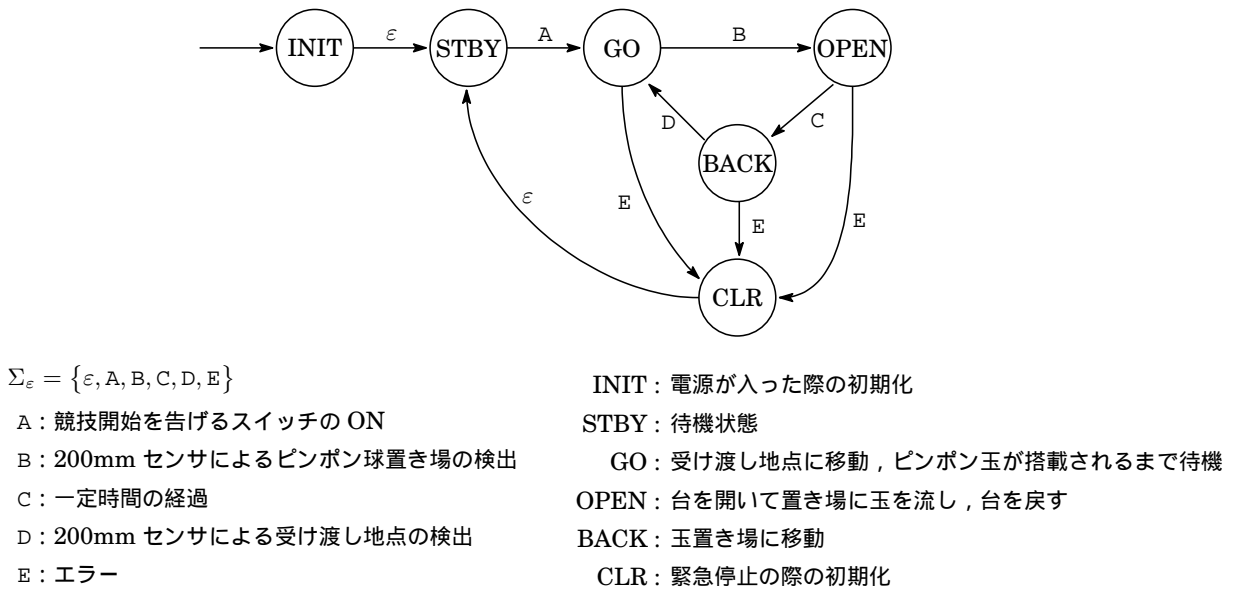 INIT
ε
STBY
A
GO
B
OPEN
D
C
BACK
ε
E
E
E
CLR
Σε = {ε, A, B, C, D, E}
A : 競技開始を告げるスイッチの ON
B : 200mm センサによるピンポン球置き場の検出
C : 一定時間の経過
D : 200mm センサによる受け渡し地点の検出
E : エラー
INIT : 電源が入った際の初期化
STBY : 待機状態
GO : 受け渡し地点に移動 , ピンポン玉が搭載されるまで待機
OPEN : 台を開いて置き場に玉を流し , 台を戻す
BACK : 玉置き場に移動
CLR : 緊急停止の際の初期化